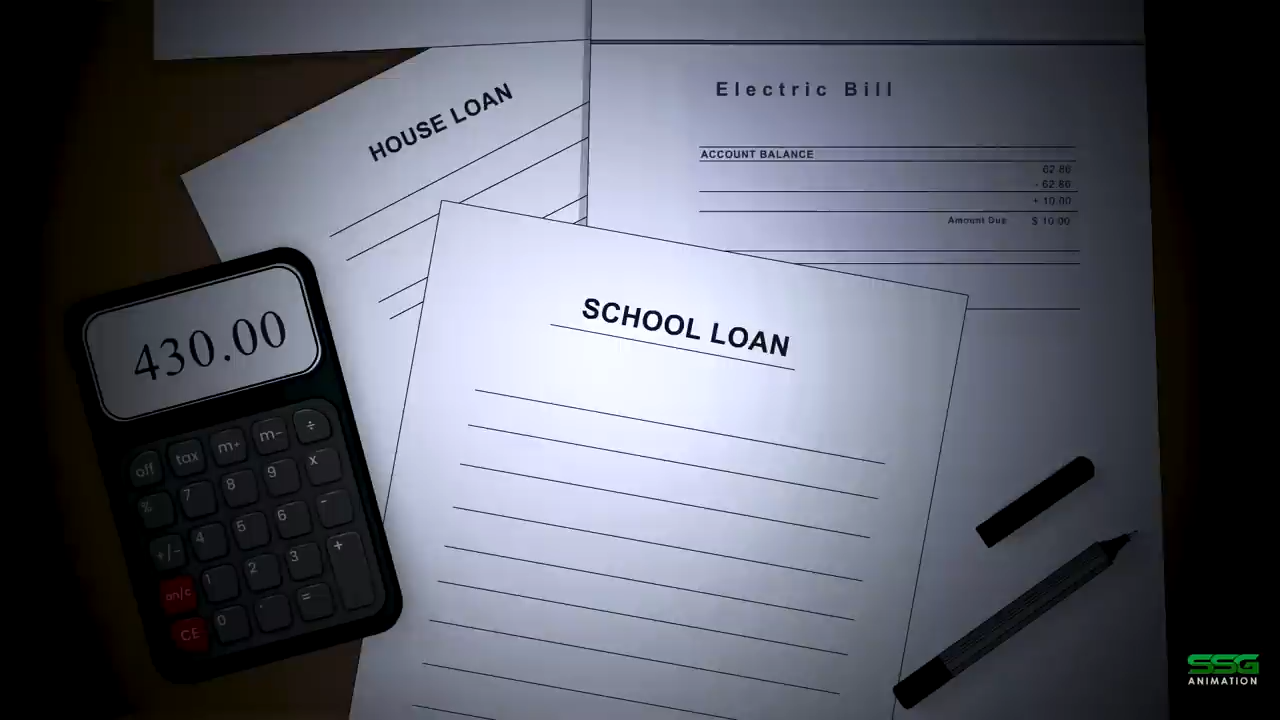 Electric Bill
HOUSE LOAN
ACCOUNT BALANCE
62.80
- 62.80
+ 10.00
Amount Due $ 10.00
SCHOOL LOAN
430.00
off tax m+ m- ÷
% 7 8 9 x
+/- 4 5 6 -
on/c 1 2 3 +
CE 0 . =
SSG
ANIMATION